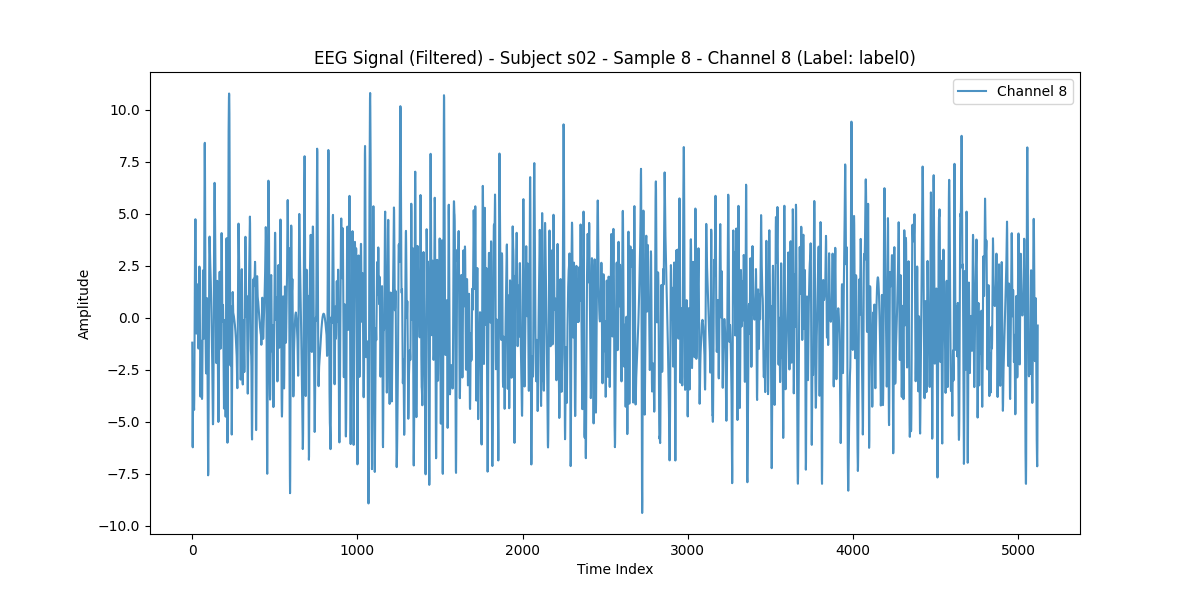 EEG Signal (Filtered) - Subject s02 - Sample 8 - Channel 8 (Label: label0)
Channel 8
10.0
7.5
5.0
2.5
0.0
−2.5
−5.0
−7.5
−10.0
Amplitude
0 1000 2000 3000 4000 5000
Time Index